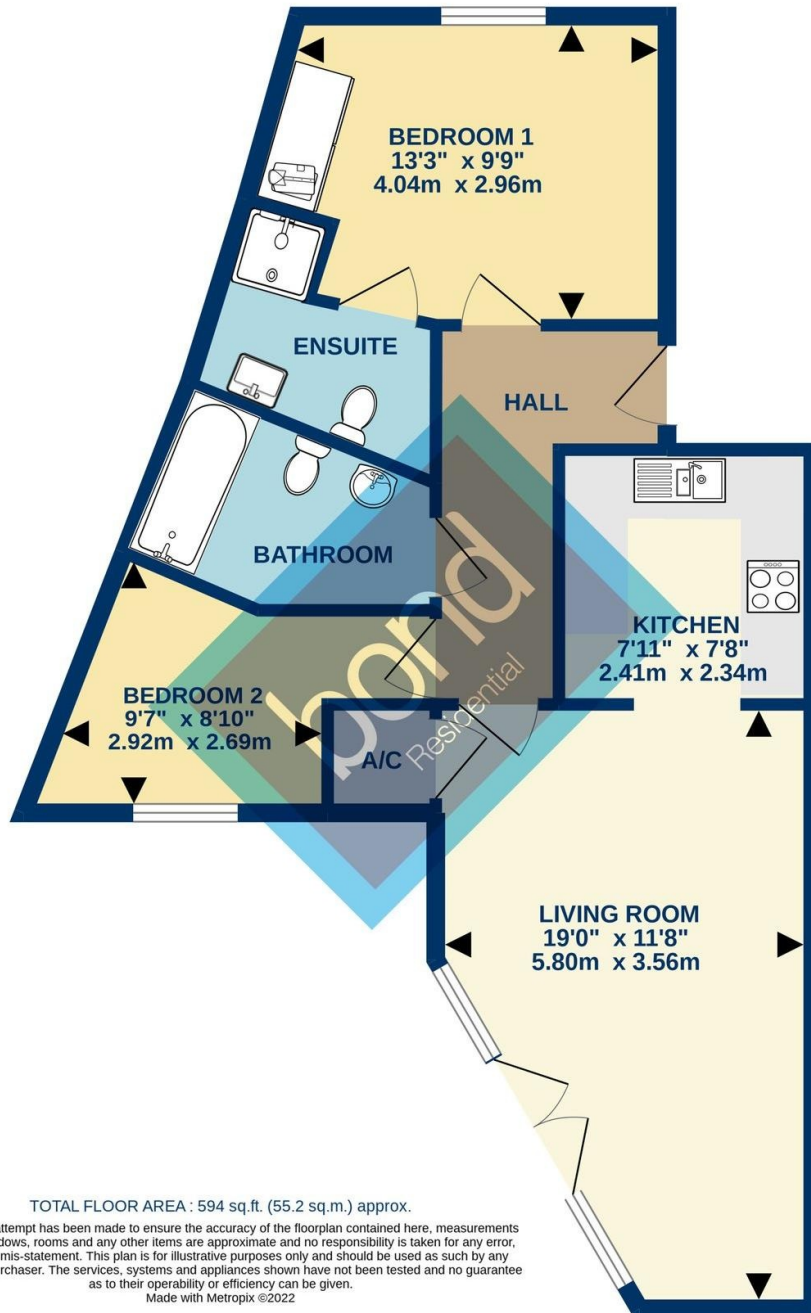 BEDROOM 1
13'3" x 9'9"
4.04m x 2.96m
ENSUITE
HALL
BATHROOM
KITCHEN
7'11" x 7'8"
2.41m x 2.34m
BEDROOM 2
9'7" x 8'10"
2.92m x 2.69m
A/C
bond
Residential
LIVING ROOM
19'0" x 11'8"
5.80m x 3.56m
TOTAL FLOOR AREA : 594 sq.ft. (55.2 sq.m.) approx.
ttempt has been made to ensure the accuracy of the floorplan contained here, measurements
dows, rooms and any other items are approximate and no responsibility is taken for any error,
mis-statement. This plan is for illustrative purposes only and should be used as such by any
rchaser. The services, systems and appliances shown have not been tested and no guarantee
as to their operability or efficiency can be given.
Made with Metropix ©2022